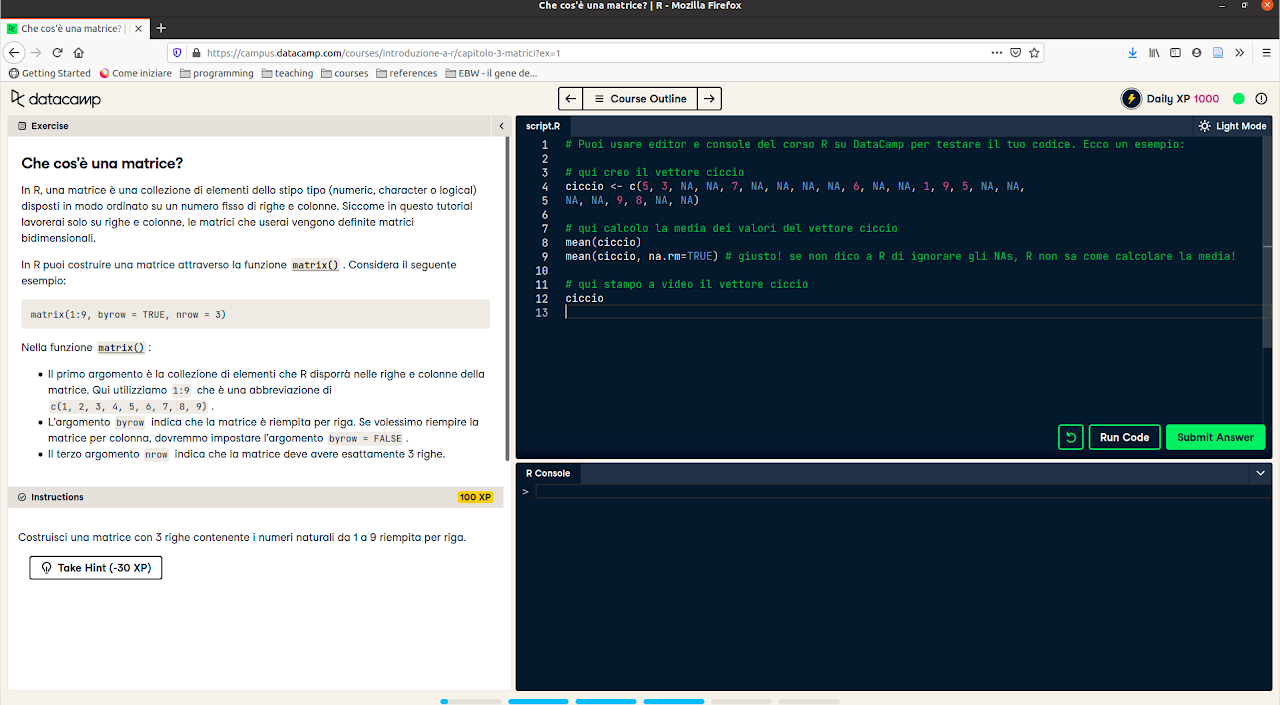 Che cos'è una matrice? | R - Mozilla Firefox
Che cos'è una matrice? |
https://campus.datacamp.com/courses/introduzione-a-r/capitolo-3-matrici?ex=1
Getting Started Come iniziare programming teaching courses references EBW - il gene de...
datacamp
Course Outline
Daily XP 1000
Exercise
Che cos'è una matrice?
In R, una matrice è una collezione di elementi dello stipo tipo (numeric, character o logical)
disposti in modo ordinato su un numero fisso di righe e colonne. Siccome in questo tutorial
lavorerai solo su righe e colonne, le matrici che userai vengono definite matrici
bidimensionali.
In R puoi costruire una matrice attraverso la funzione matrix() . Considera il seguente
esempio:
matrix(1:9, byrow = TRUE, nrow = 3)
Nella funzione matrix() :
• Il primo argomento è la collezione di elementi che R disporrà nelle righe e colonne della
matrice. Qui utilizziamo 1:9 che è una abbreviazione di
c(1, 2, 3, 4, 5, 6, 7, 8, 9) .
• L'argomento byrow indica che la matrice è riempita per riga. Se volessimo riempire la
matrice per colonna, dovremmo impostare l'argomento byrow = FALSE .
• Il terzo argomento nrow indica che la matrice deve avere esattamente 3 righe.
Instructions
100 XP
Costruisci una matrice con 3 righe contenente i numeri naturali da 1 a 9 riempita per riga.
Take Hint (-30 XP)
script.R
Light Mode
1 # Puoi usare editor e console del corso R su DataCamp per testare il tuo codice. Ecco un esempio:
2
3 # qui creo il vettore ciccio
4 ciccio <- c(5, 3, NA, NA, 7, NA, NA, NA, NA, 6, NA, NA, 1, 9, 5, NA, NA,
5 NA, NA, 9, 8, NA, NA)
6
7 # qui calcolo la media dei valori del vettore ciccio
8 mean(ciccio)
9 mean(ciccio, na.rm=TRUE) # giusto! se non dico a R di ignorare gli NAs, R non sa come calcolare la media!
10
11 # qui stampo a video il vettore ciccio
12 ciccio
13
Run Code
Submit Answer
R Console
>